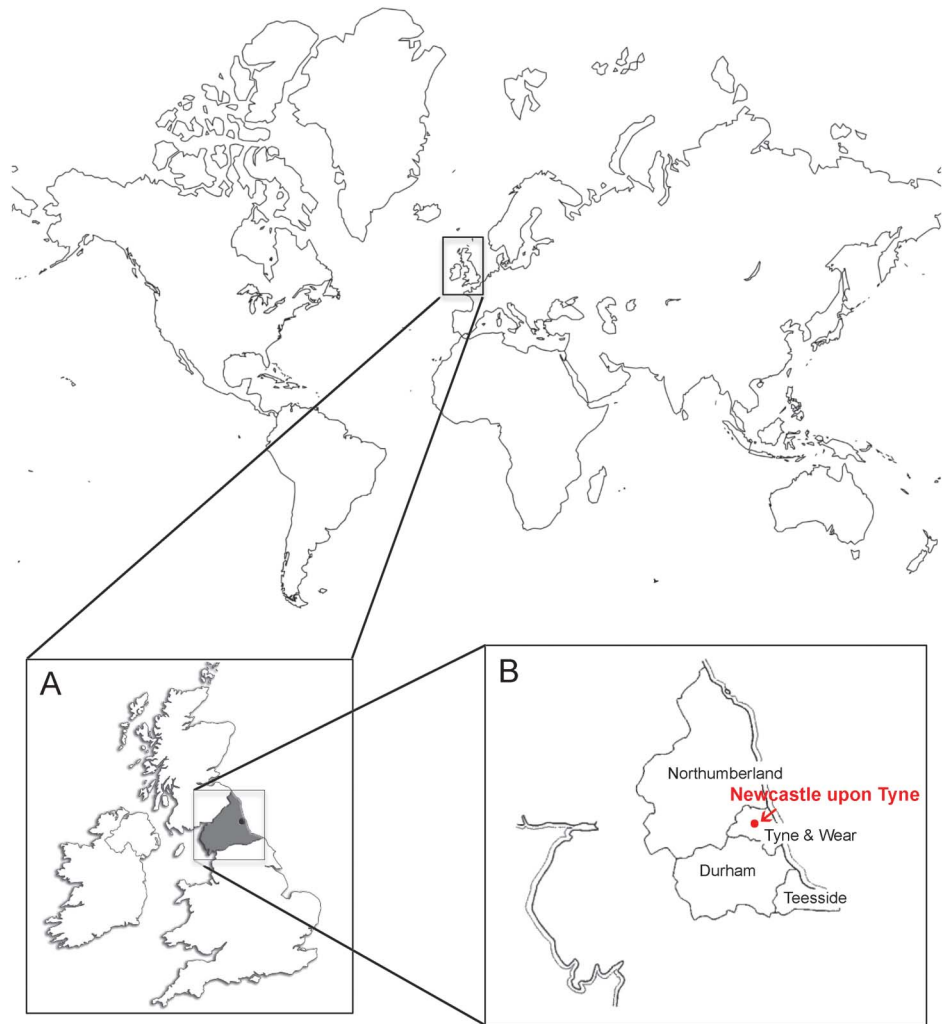 A
B
Northumberland
Newcastle upon Tyne
Tyne & Wear
Durham
Teesside